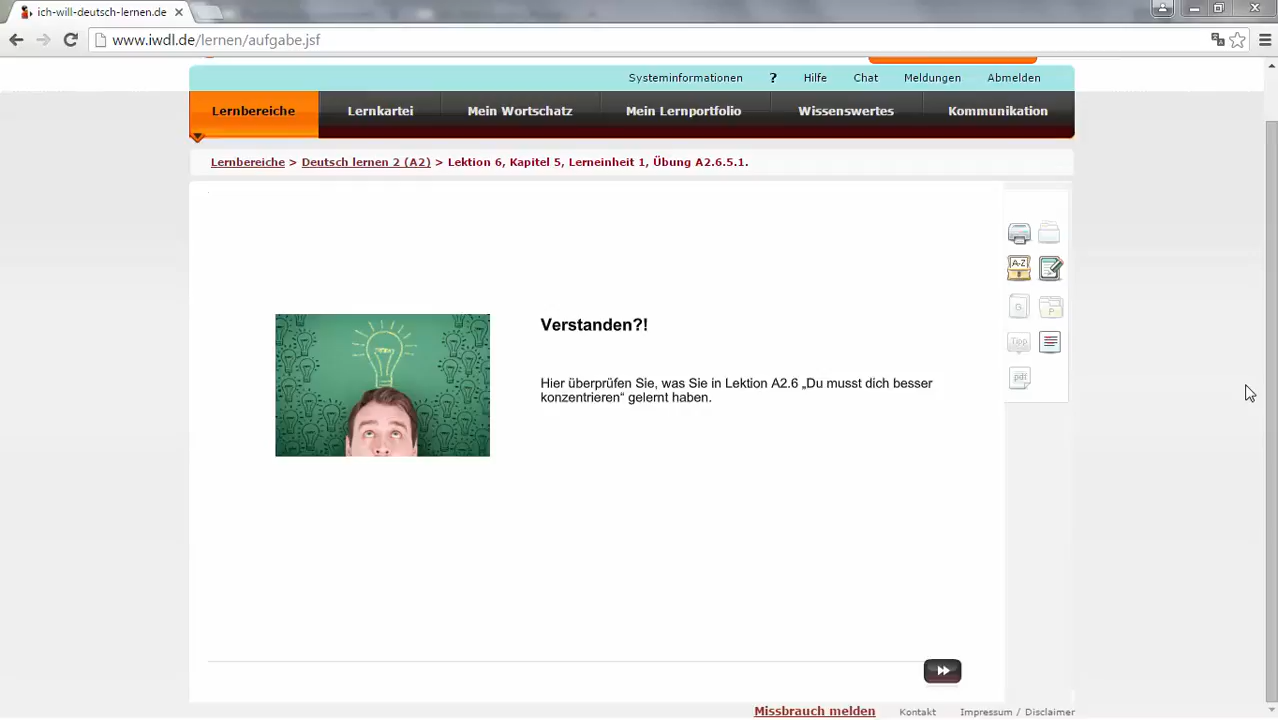 ich-will-deutsch-lernen.de
www.iwdl.de/lernen/aufgabe.jsf
Systeminformationen ? Hilfe Chat Meldungen Abmelden
Lernbereiche Lernkartei Mein Wortschatz Mein Lernportfolio Wissenswertes Kommunikation
Lernbereiche > Deutsch lernen 2 (A2) > Lektion 6, Kapitel 5, Lerneinheit 1, Übung A2.6.5.1.
A-Z
G
P
Tipp
pdf
Verstanden?!
Hier überprüfen Sie, was Sie in Lektion A2.6 „Du musst dich besser
konzentrieren“ gelernt haben.
Missbrauch melden Kontakt Impressum / Disclaimer